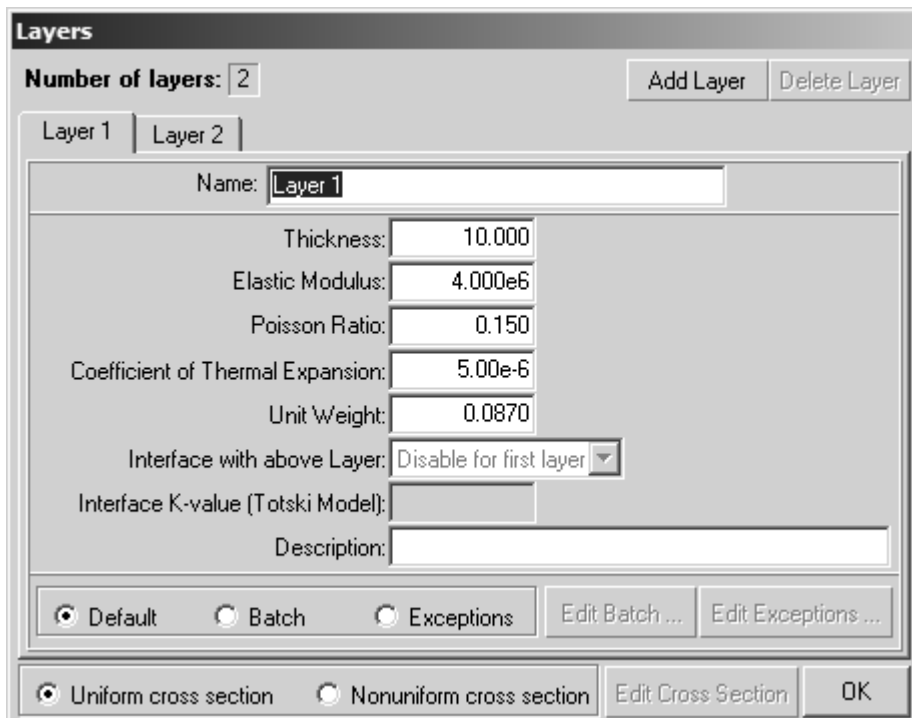 Layers
Number of layers: 2
Add Layer
Delete Layer
Layer 1
Layer 2
Name: Layer 1
Thickness: 10.000
Elastic Modulus: 4.000e6
Poisson Ratio: 0.150
Coefficient of Thermal Expansion: 5.00e-6
Unit Weight: 0.0870
Interface with above Layer: Disable for first layer
Interface K-value (Totski Model):
Description:
Default Batch Exceptions Edit Batch ... Edit Exceptions ...
Uniform cross section Nonuniform cross section Edit Cross Section OK